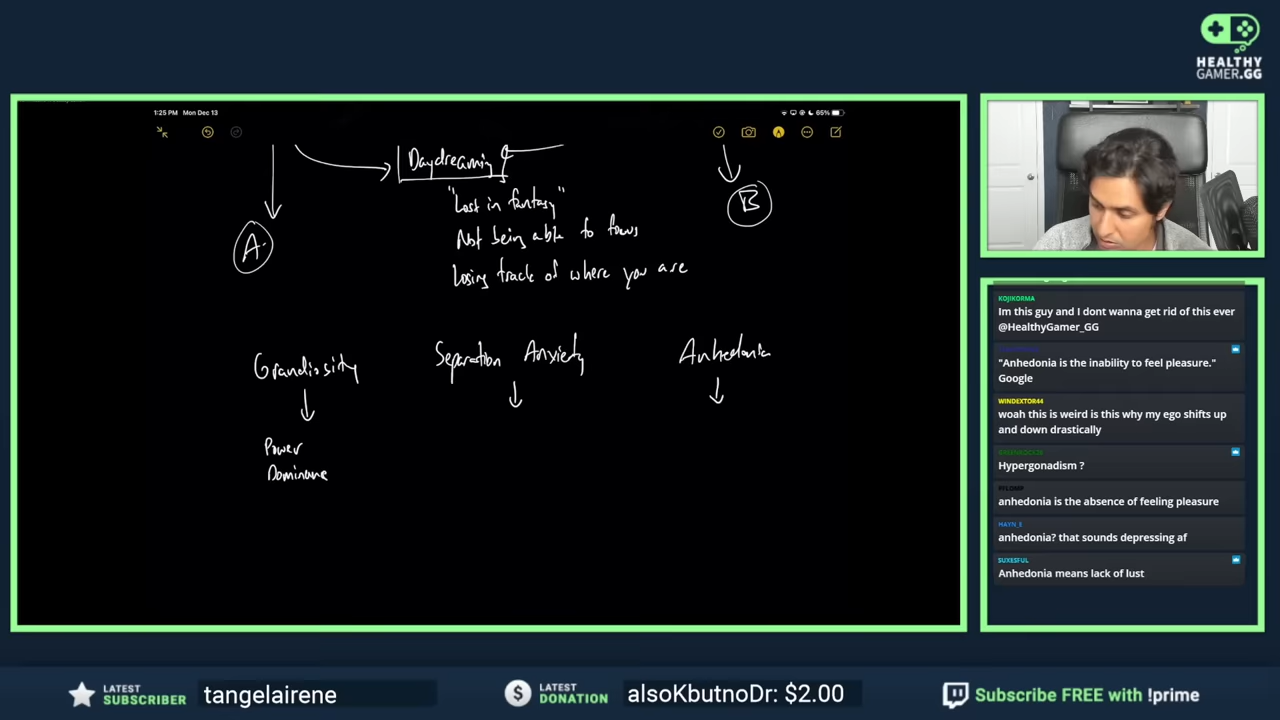 1:25 PM Mon Dec 13
65%
Daydreaming
"Lost in fantasy"
Not being able to focus
Losing track of where you are
A
B
Grandiosity
Separation Anxiety
Anhedonia
Power
Dominance
HEALTHY
GAMER.GG
KOJIKORMA
Im this guy and I dont wanna get rid of this ever
@HealthyGamer_GG
"Anhedonia is the inability to feel pleasure."
Google
WINDEXTOR44
woah this is weird is this why my ego shifts up
and down drastically
Hypergonadism ?
anhedonia is the absence of feeling pleasure
HAYN_E
anhedonia? that sounds depressing af
SUXESFUL
Anhedonia means lack of lust
LATEST
SUBSCRIBER
tangelairene
$
LATEST
DONATION
alsoKbutnoDr: $2.00
Subscribe FREE with !prime